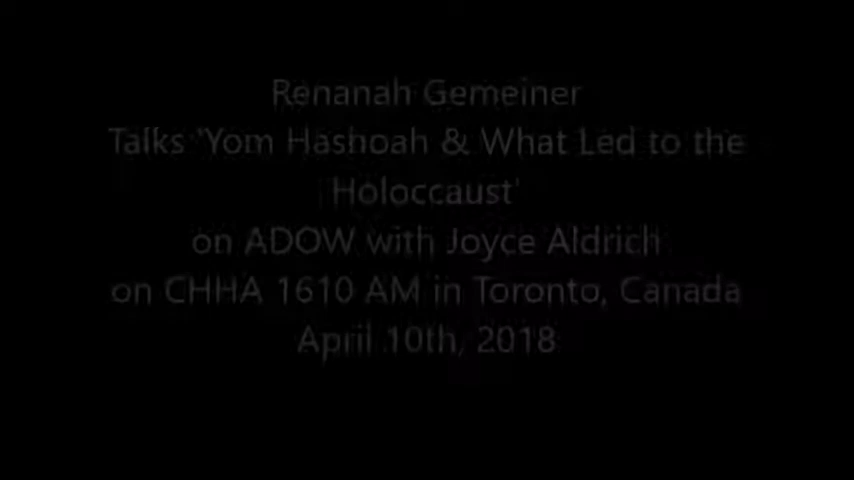 Renanah Gemeiner
Talks 'Yom Hashoah & What Led to the
'Holoccaust'
on ADOW with Joyce Aldrich
on CHHA 1610 AM in Toronto, Canada
April 10th, 2018